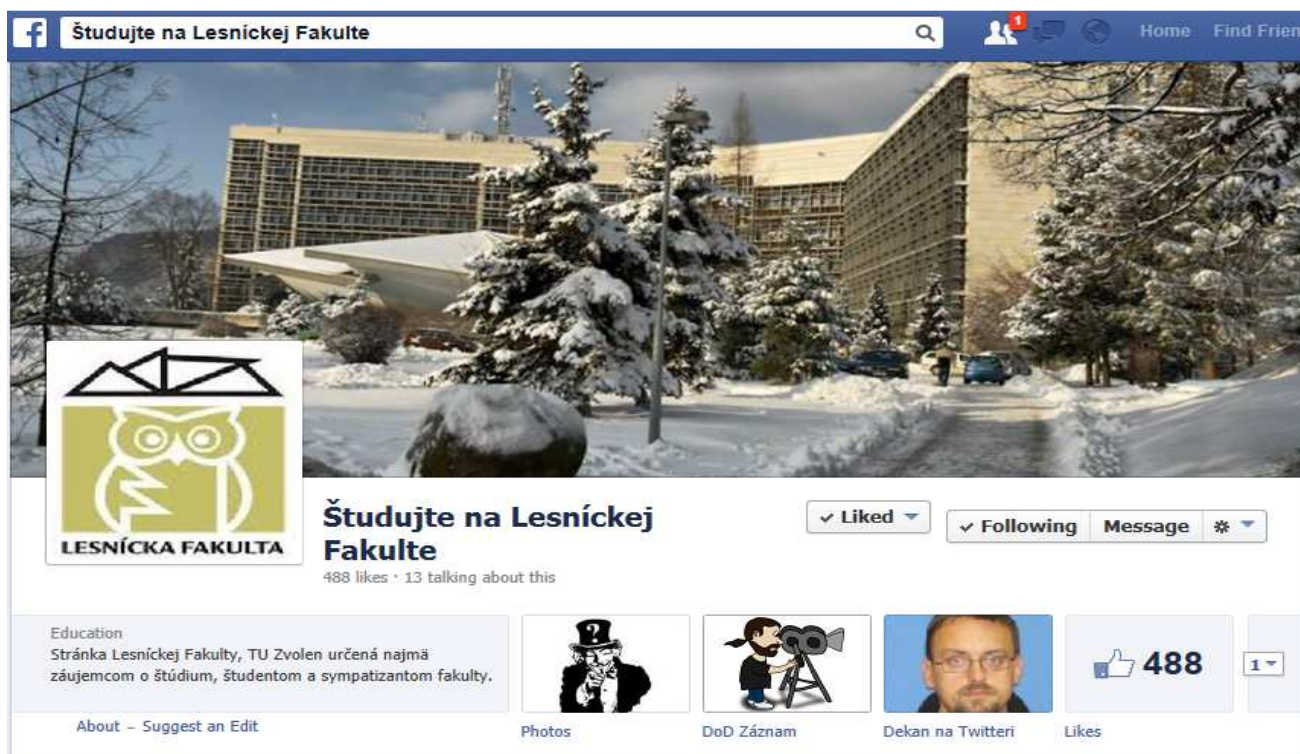 Študujte na Lesníckej Fakulte
1
Home Find Frien
LESNÍCKA FAKULTA
Študujte na Lesníckej
Fakulte
488 likes · 13 talking about this
✓ Liked
✓ Following Message
Education
Stránka Lesníckej Fakulty, TU Zvolen určená najmä
záujemcom o štúdium, študentom a sympatizantom fakulty.
About – Suggest an Edit
?
Photos
DoD Záznam
Dekan na Twitteri
488
Likes
1